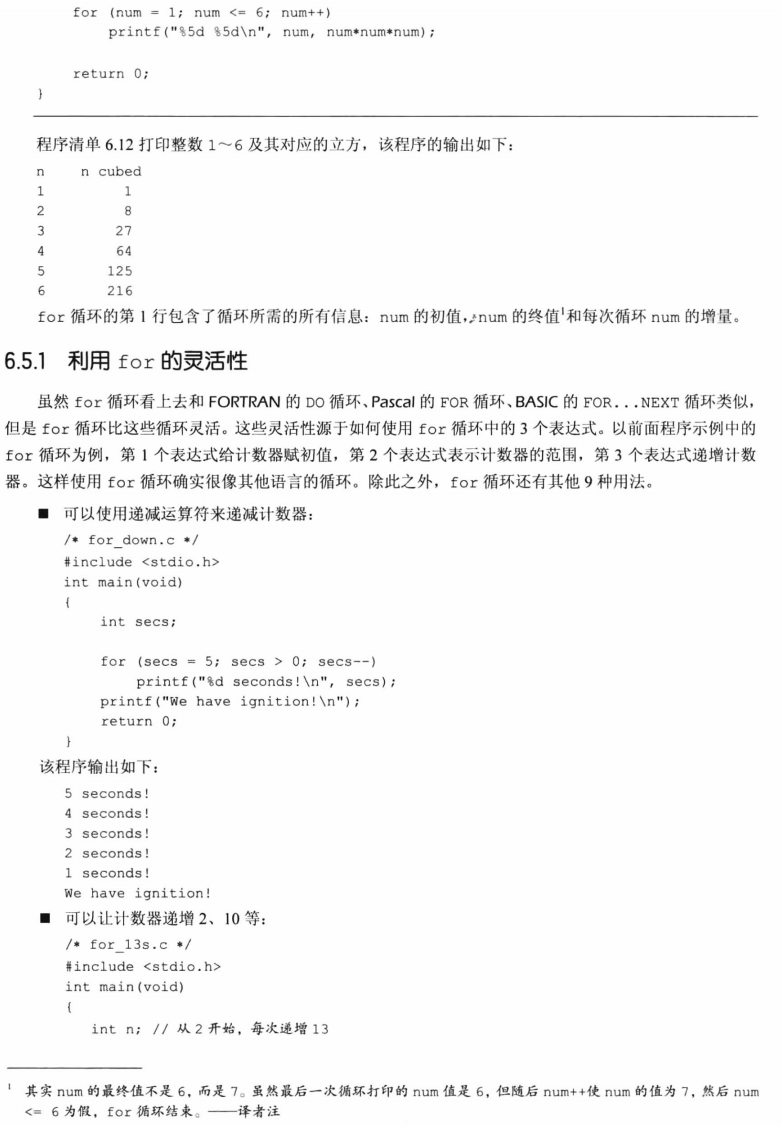 for (num = 1; num <= 6; num++)
printf("%5d %5d\n", num, num*num*num);
return 0;
}
程序清单 6.12 打印整数 1～6 及其对应的立方，该程序的输出如下：
n n cubed
1 1
2 8
3 27
4 64
5 125
6 216
for 循环的第 1 行包含了循环所需的所有信息：num 的初值，num 的终值¹和每次循环 num 的增量。
6.5.1 利用 for 的灵活性
虽然 for 循环看上去和 FORTRAN 的 DO 循环、Pascal 的 FOR 循环、BASIC 的 FOR...NEXT 循环类似，
但是 for 循环比这些循环灵活。这些灵活性源于如何使用 for 循环中的 3 个表达式。以前面程序示例中的
for 循环为例，第 1 个表达式给计数器赋初值，第 2 个表达式表示计数器的范围，第 3 个表达式递增计数
器。这样使用 for 循环确实很像其他语言的循环。除此之外，for 循环还有其他 9 种用法。
■ 可以使用递减运算符来递减计数器：
/* for_down.c */
#include <stdio.h>
int main(void)
{
int secs;
for (secs = 5; secs > 0; secs--)
printf("%d seconds!\n", secs);
printf("We have ignition!\n");
return 0;
}
该程序输出如下：
5 seconds!
4 seconds!
3 seconds!
2 seconds!
1 seconds!
We have ignition!
■ 可以让计数器递增 2、10 等：
/* for_13s.c */
#include <stdio.h>
int main(void)
{
int n; // 从 2 开始，每次递增 13
¹ 其实 num 的最终值不是 6，而是 7。虽然最后一次循环打印的 num 值是 6，但随后 num++使 num 的值为 7，然后 num
<= 6 为假，for 循环结束。——译者注